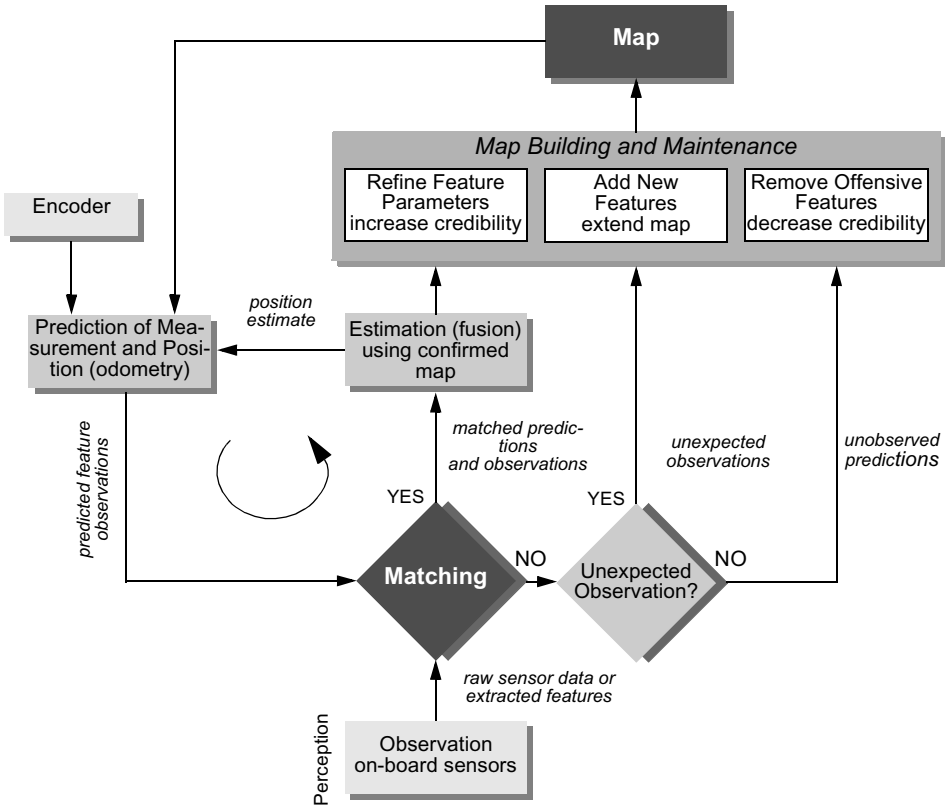 Map
Map Building and Maintenance
Refine Feature
Parameters
increase credibility
Add New
Features
extend map
Remove Offensive
Features
decrease credibility
Encoder
position
estimate
Prediction of Mea-
surement and Posi-
tion (odometry)
Estimation (fusion)
using confirmed
map
predicted feature
observations
matched predic-
tions
and observations
unexpected
observations
unobserved
predictions
YES
YES
Matching
NO
Unexpected
Observation?
NO
raw sensor data or
extracted features
Perception
Observation
on-board sensors